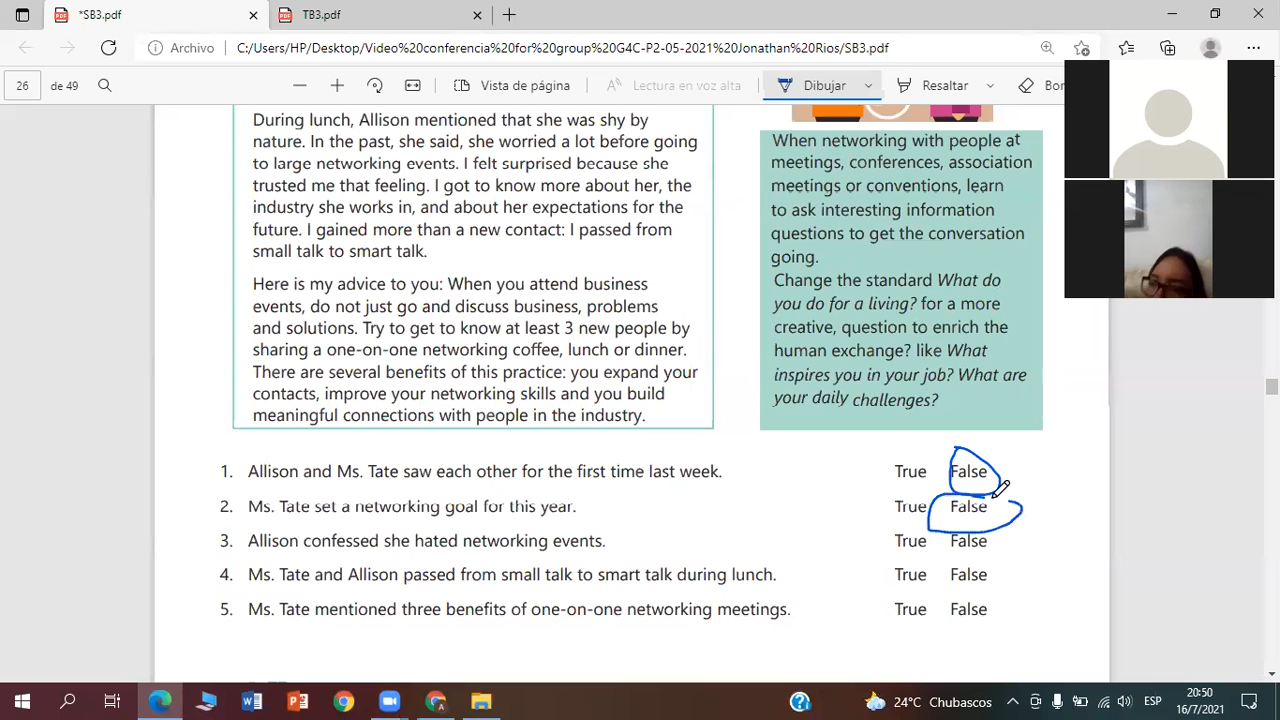 *SB3.pdf
TB3.pdf
Archivo
C:/Users/HP/Desktop/Video%20conferencia%20for%20group%20G4C-P2-05-2021%20Jonathan%20Rios/SB3.pdf
26
de 49
Vista de página
Lectura en voz alta
Dibujar
Resaltar
Bor
During lunch, Allison mentioned that she was shy by
nature. In the past, she said, she worried a lot before going
to large networking events. I felt surprised because she
trusted me that feeling. I got to know more about her, the
industry she works in, and about her expectations for the
future. I gained more than a new contact: I passed from
small talk to smart talk.
Here is my advice to you: When you attend business
events, do not just go and discuss business, problems
and solutions. Try to get to know at least 3 new people by
sharing a one-on-one networking coffee, lunch or dinner.
There are several benefits of this practice: you expand your
contacts, improve your networking skills and you build
meaningful connections with people in the industry.
When networking with people at
meetings, conferences, association
meetings or conventions, learn
to ask interesting information
questions to get the conversation
going.
Change the standard What do
you do for a living? for a more
creative, question to enrich the
human exchange? like What
inspires you in your job? What are
your daily challenges?
1. Allison and Ms. Tate saw each other for the first time last week. True False
2. Ms. Tate set a networking goal for this year. True False
3. Allison confessed she hated networking events. True False
4. Ms. Tate and Allison passed from small talk to smart talk during lunch. True False
5. Ms. Tate mentioned three benefits of one-on-one networking meetings. True False
24°C Chubascos
ESP
20:50
16/7/2021